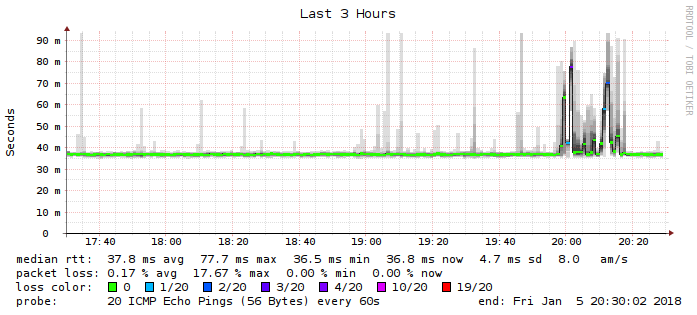 Last 3 Hours
RRDTOOL / TOBI OETIKER
Seconds
90 m
80 m
70 m
60 m
50 m
40 m
30 m
20 m
10 m
0
17:40 18:00 18:20 18:40 19:00 19:20 19:40 20:00 20:20
median rtt: 37.8 ms avg 77.7 ms max 36.5 ms min 36.8 ms now 4.7 ms sd 8.0 am/s
packet loss: 0.17 % avg 17.67 % max 0.00 % min 0.00 % now
loss color: 0 1/20 2/20 3/20 4/20 10/20 19/20
probe: 20 ICMP Echo Pings (56 Bytes) every 60s end: Fri Jan 5 20:30:02 2018